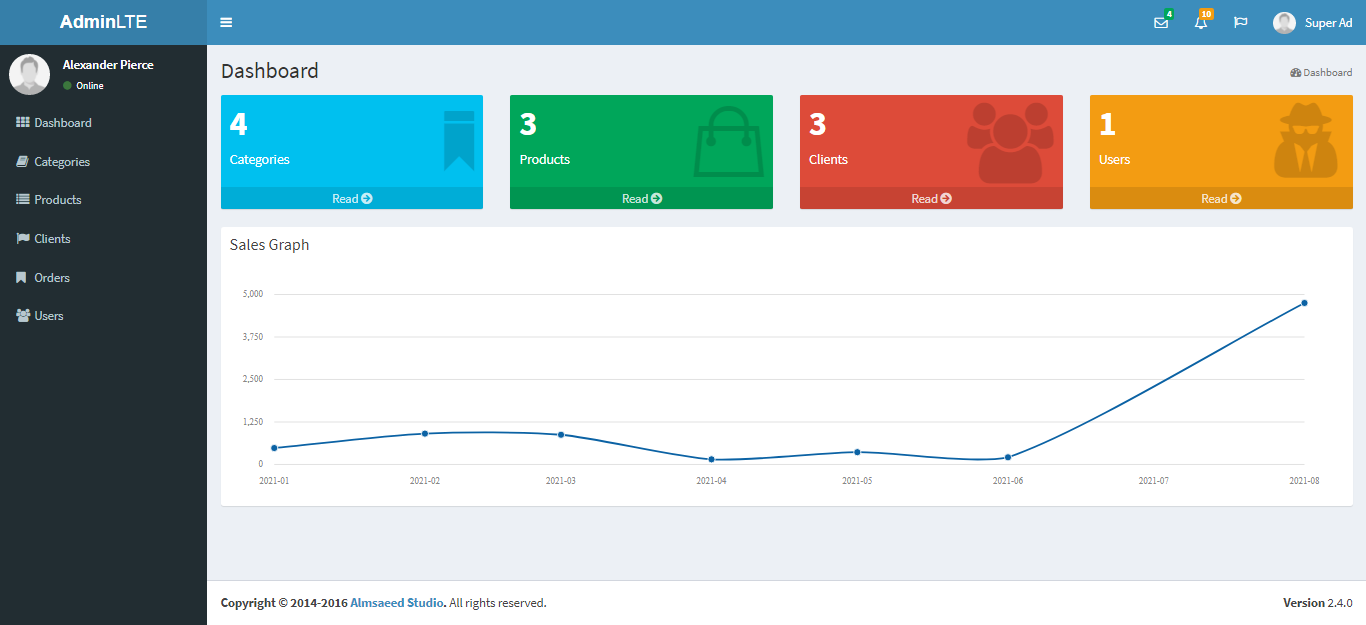 AdminLTE
4
10
Super Ad
Alexander Pierce
Online
Dashboard
Categories
Products
Clients
Orders
Users
Dashboard
Dashboard
4
Categories
Read
3
Products
Read
3
Clients
Read
1
Users
Read
Sales Graph
5,000
3,750
2,500
1,250
0
2021-01 2021-02 2021-03 2021-04 2021-05 2021-06 2021-07 2021-08
Copyright © 2014-2016 Almsaeed Studio. All rights reserved.
Version 2.4.0